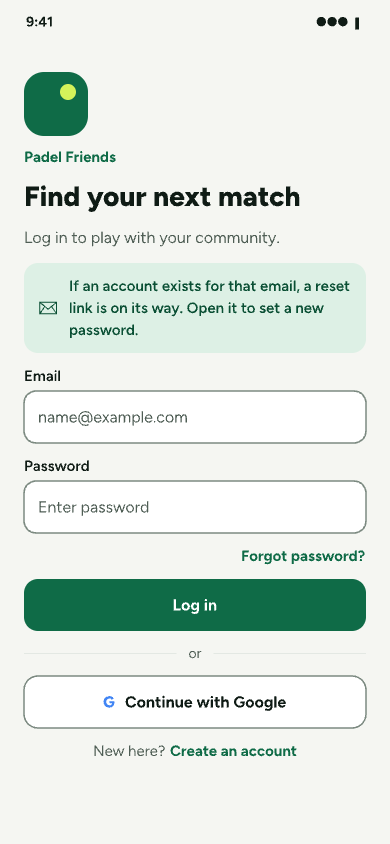 9:41
Padel Friends
Find your next match
Log in to play with your community.
If an account exists for that email, a reset
link is on its way. Open it to set a new
password.
Email
name@example.com
Password
Enter password
Forgot password?
Log in
or
G Continue with Google
New here? Create an account